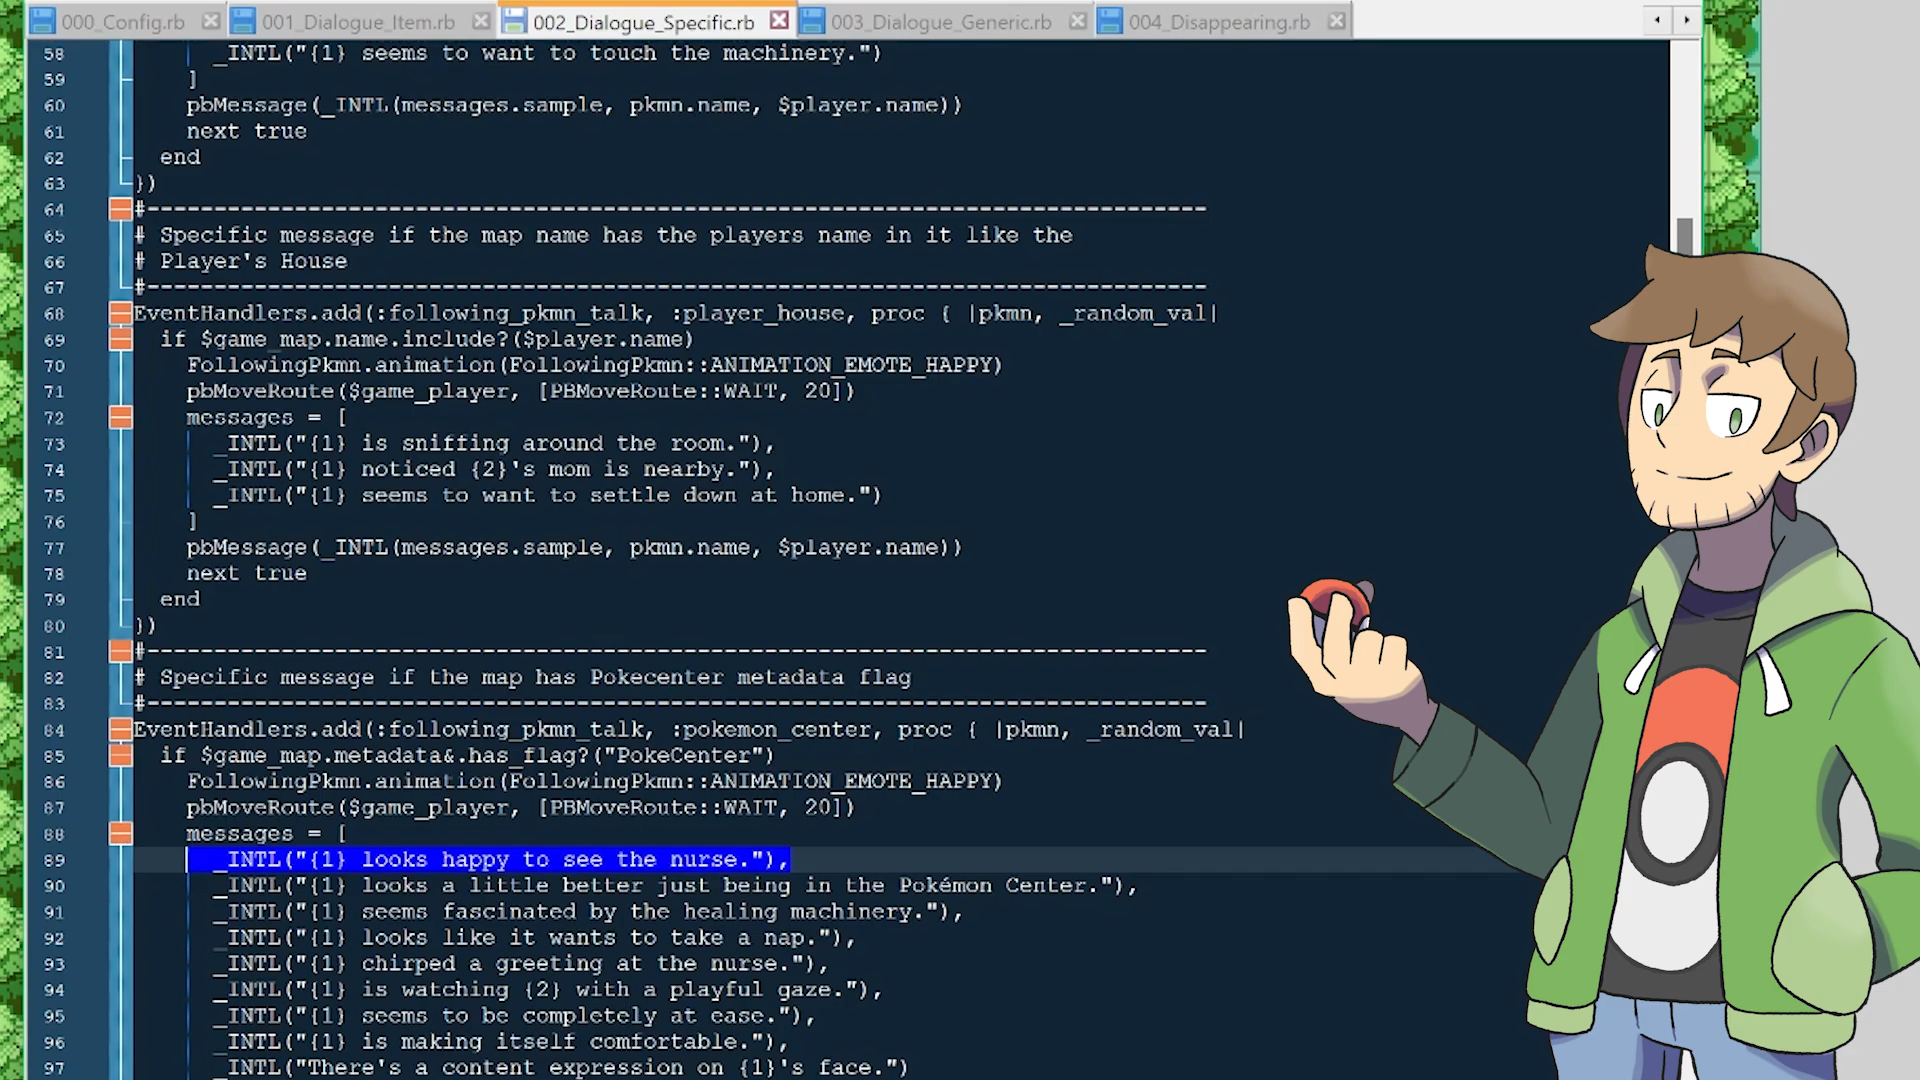 000_Config.rb 001_Dialogue_Item.rb 002_Dialogue_Specific.rb 003_Dialogue_Generic.rb 004_Disappearing.rb
58 _INTL("{1} seems to want to touch the machinery.")
59 ]
60 pbMessage(_INTL(messages.sample, pkmn.name, $player.name))
61 next true
62 end
63 })
64 #-------------------------------------------------------------------------------
65 # Specific message if the map name has the players name in it like the
66 # Player's House
67 #-------------------------------------------------------------------------------
68 EventHandlers.add(:following_pkmn_talk, :player_house, proc { |pkmn, _random_val|
69 if $game_map.name.include?($player.name)
70 FollowingPkmn.animation(FollowingPkmn::ANIMATION_EMOTE_HAPPY)
71 pbMoveRoute($game_player, [PBMoveRoute::WAIT, 20])
72 messages = [
73 _INTL("{1} is sniffing around the room."),
74 _INTL("{1} noticed {2}'s mom is nearby."),
75 _INTL("{1} seems to want to settle down at home.")
76 ]
77 pbMessage(_INTL(messages.sample, pkmn.name, $player.name))
78 next true
79 end
80 })
81 #-------------------------------------------------------------------------------
82 # Specific message if the map has Pokecenter metadata flag
83 #-------------------------------------------------------------------------------
84 EventHandlers.add(:following_pkmn_talk, :pokemon_center, proc { |pkmn, _random_val|
85 if $game_map.metadata&.has_flag?("PokeCenter")
86 FollowingPkmn.animation(FollowingPkmn::ANIMATION_EMOTE_HAPPY)
87 pbMoveRoute($game_player, [PBMoveRoute::WAIT, 20])
88 messages = [
89 _INTL("{1} looks happy to see the nurse."),
90 _INTL("{1} looks a little better just being in the Pokémon Center."),
91 _INTL("{1} seems fascinated by the healing machinery."),
92 _INTL("{1} looks like it wants to take a nap."),
93 _INTL("{1} chirped a greeting at the nurse."),
94 _INTL("{1} is watching {2} with a playful gaze."),
95 _INTL("{1} seems to be completely at ease."),
96 _INTL("{1} is making itself comfortable."),
97 _INTL("There's a content expression on {1}'s face.")